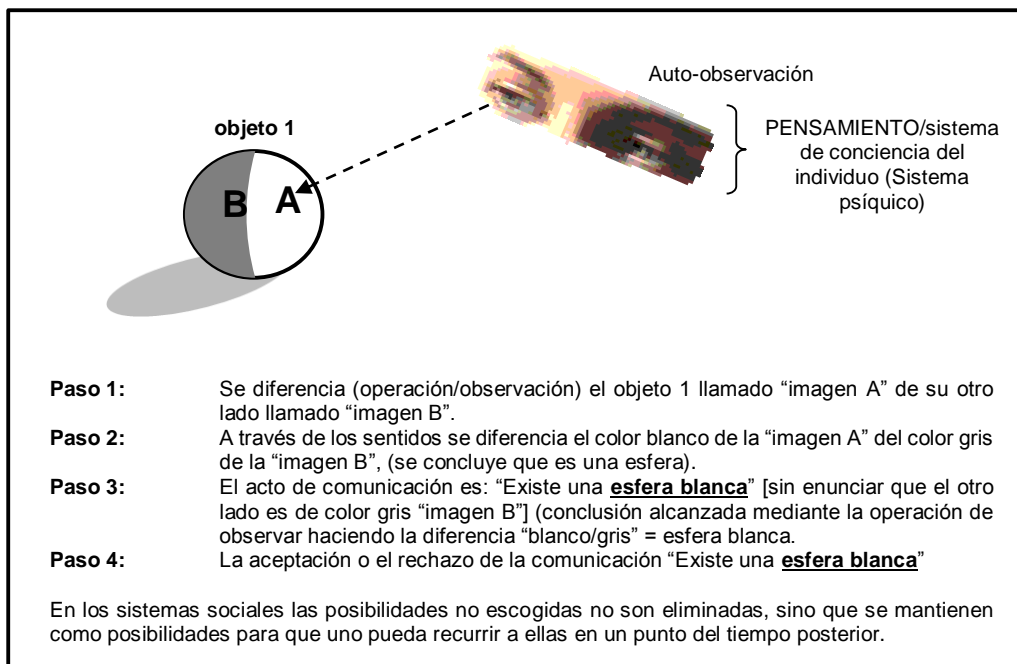 Auto-observación
objeto 1
PENSAMIENTO/sistema
de conciencia del
individuo (Sistema
psíquico)
B
A
Paso 1: Se diferencia (operación/observación) el objeto 1 llamado “imagen A” de su otro
lado llamado “imagen B”.
Paso 2: A través de los sentidos se diferencia el color blanco de la “imagen A” del color gris
de la “imagen B”, (se concluye que es una esfera).
Paso 3: El acto de comunicación es: “Existe una esfera blanca” [sin enunciar que el otro
lado es de color gris “imagen B”] (conclusión alcanzada mediante la operación de
observar haciendo la diferencia “blanco/gris” = esfera blanca.
Paso 4: La aceptación o el rechazo de la comunicación “Existe una esfera blanca”
En los sistemas sociales las posibilidades no escogidas no son eliminadas, sino que se mantienen
como posibilidades para que uno pueda recurrir a ellas en un punto del tiempo posterior.